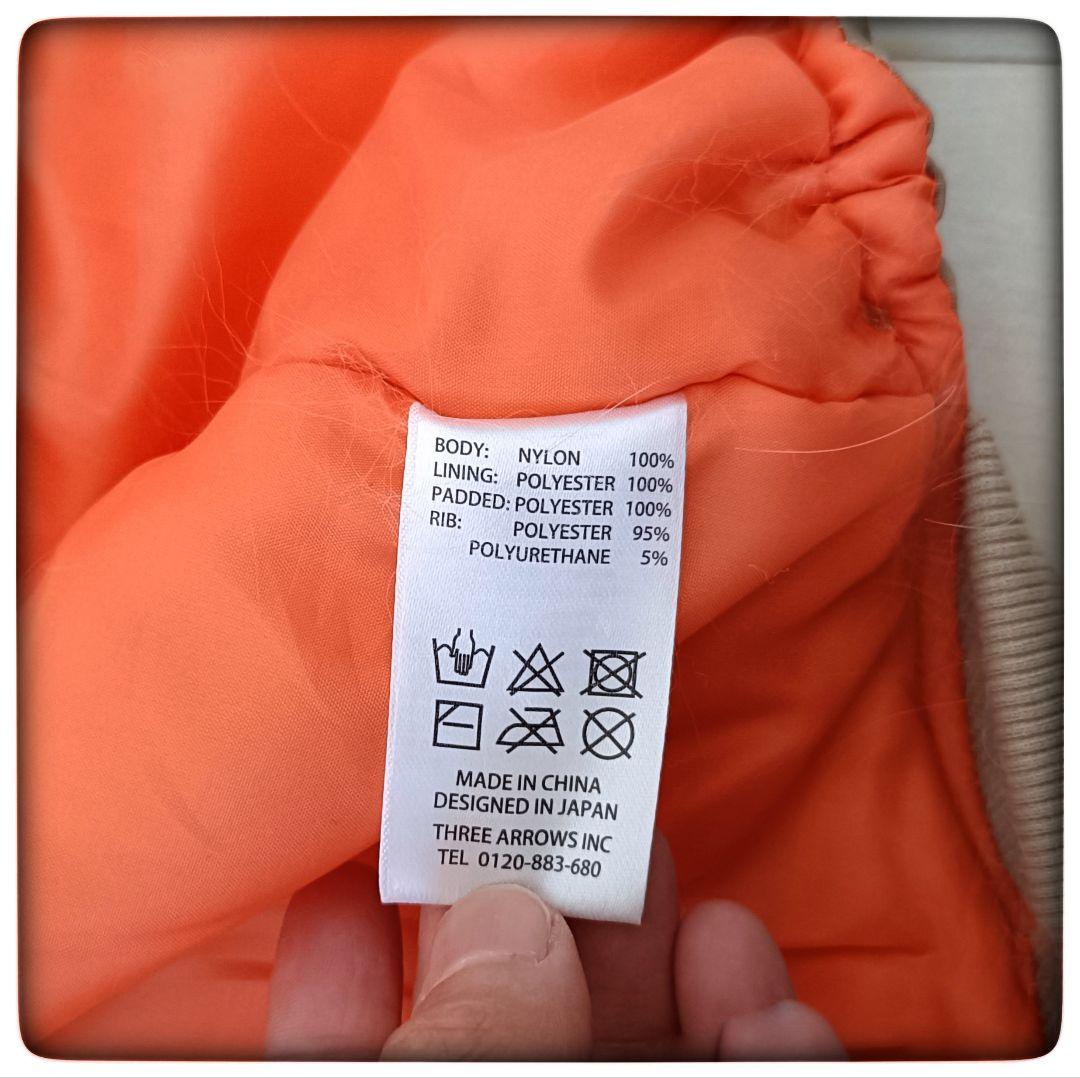 BODY: NYLON 100%
LINING: POLYESTER 100%
PADDED: POLYESTER 100%
RIB: POLYESTER 95%
POLYURETHANE 5%
MADE IN CHINA
DESIGNED IN JAPAN
THREE ARROWS INC
TEL 0120-883-680